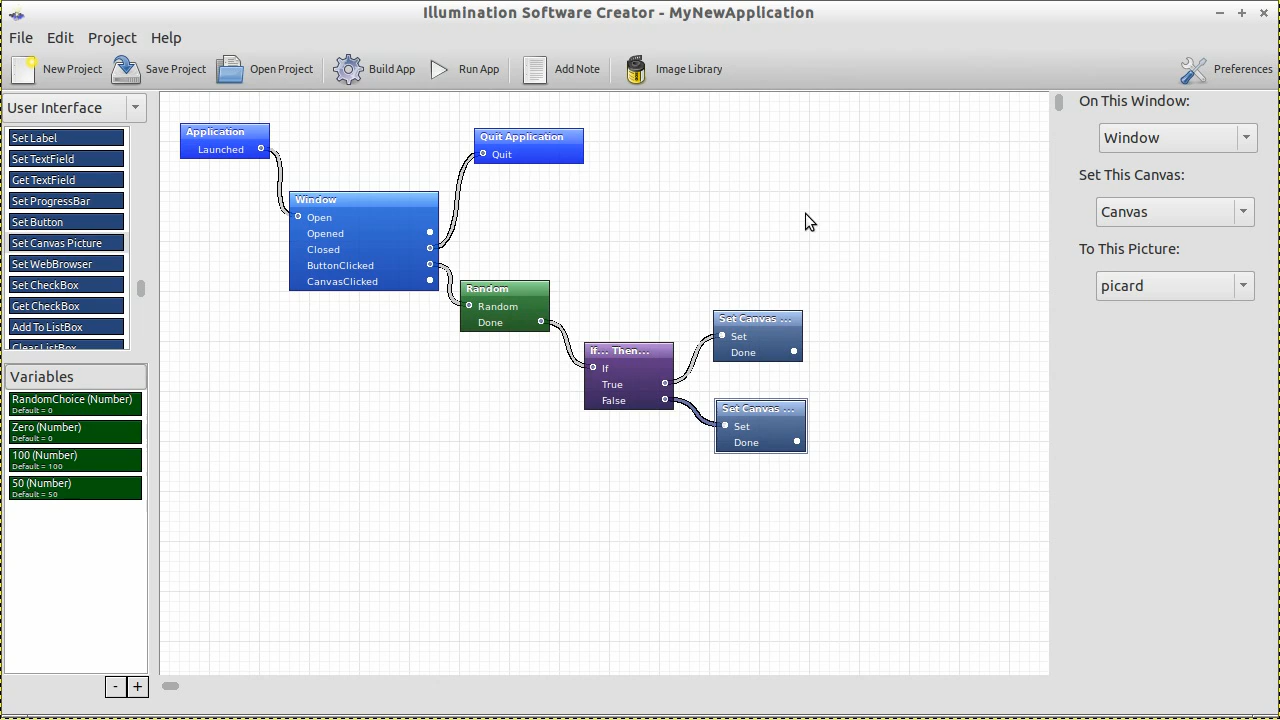 Illumination Software Creator - MyNewApplication
File Edit Project Help
New Project Save Project Open Project Build App Run App Add Note Image Library Preferences
User Interface
Set Label
Set TextField
Get TextField
Set ProgressBar
Set Button
Set Canvas Picture
Set WebBrowser
Set CheckBox
Get CheckBox
Add To ListBox
Clear ListBox
Variables
RandomChoice (Number)
Default = 0
Zero (Number)
Default = 0
100 (Number)
Default = 100
50 (Number)
Default = 50
- +
Application
Launched
Quit Application
Quit
Window
Open
Opened
Closed
ButtonClicked
CanvasClicked
Random
Random
Done
If... Then...
If
True
False
Set Canvas ...
Set
Done
Set Canvas ...
Set
Done
On This Window:
Window
Set This Canvas:
Canvas
To This Picture:
picard